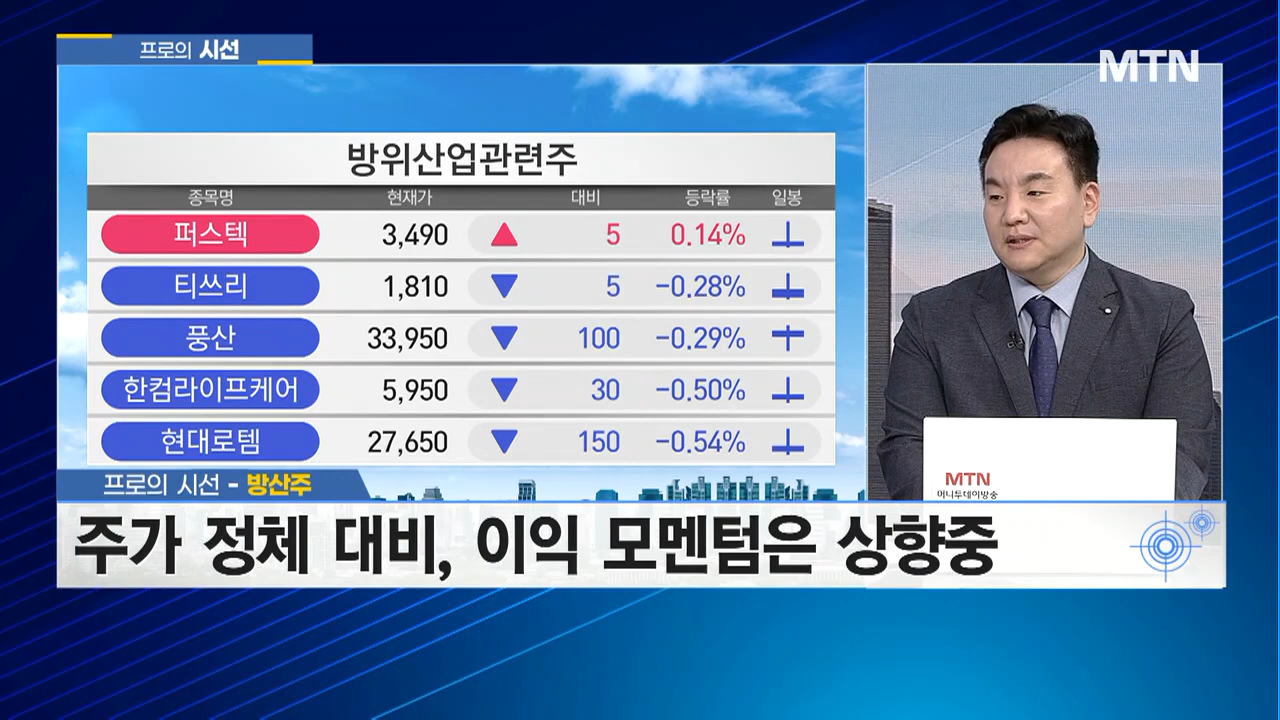 프로의 시선
MTN
방위산업관련주
종목명 현재가 대비 등락률 일봉
퍼스텍 3,490 ▲ 5 0.14%
티쓰리 1,810 ▼ 5 -0.28%
풍산 33,950 ▼ 100 -0.29%
한컴라이프케어 5,950 ▼ 30 -0.50%
현대로템 27,650 ▼ 150 -0.54%
MTN
머니투데이방송
프로의 시선 - 방산주
주가 정체 대비, 이익 모멘텀은 상향중